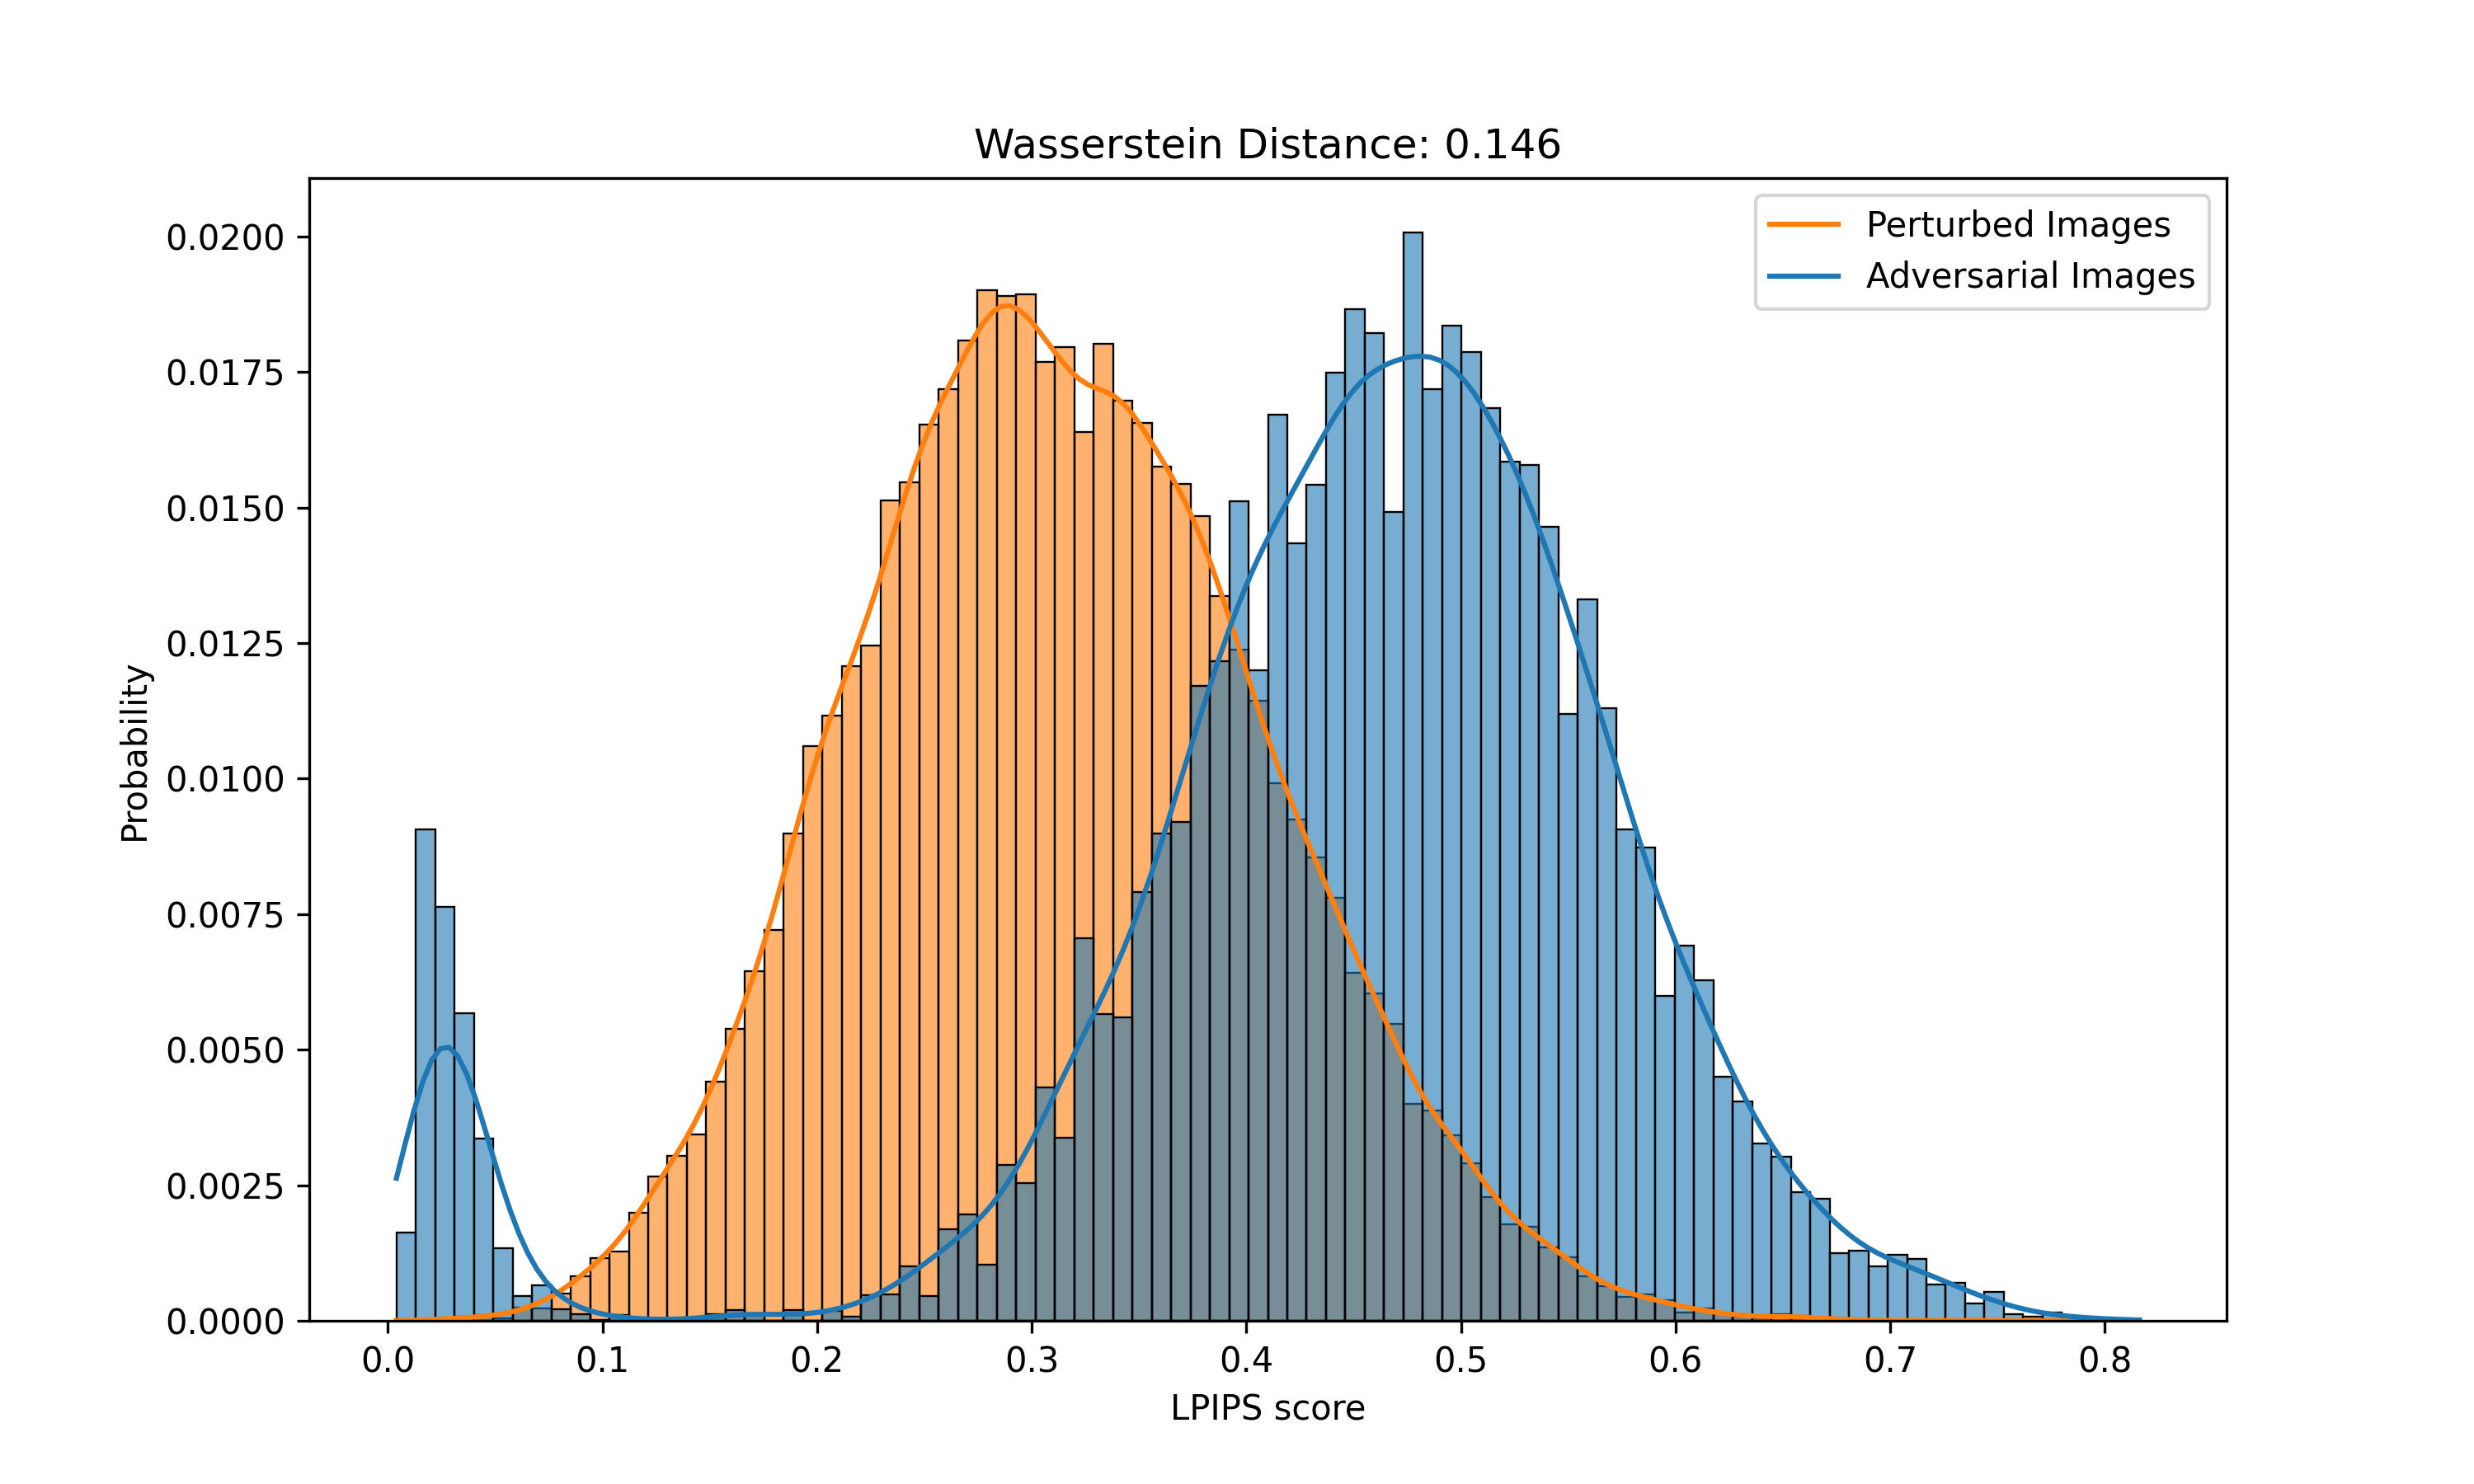 Wasserstein Distance: 0.146
Perturbed Images
Adversarial Images
0.0200
0.0175
0.0150
0.0125
0.0100
0.0075
0.0050
0.0025
0.0000
Probability
0.0 0.1 0.2 0.3 0.4 0.5 0.6 0.7 0.8
LPIPS score